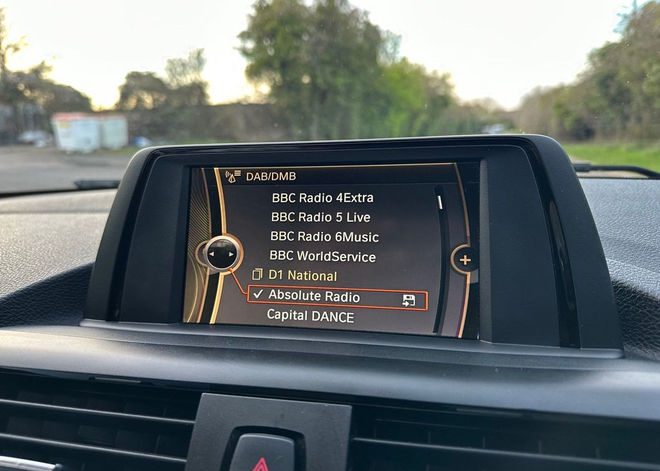 DAB/DMB
BBC Radio 4Extra
BBC Radio 5 Live
BBC Radio 6Music
BBC WorldService
D1 National
✓ Absolute Radio
Capital DANCE